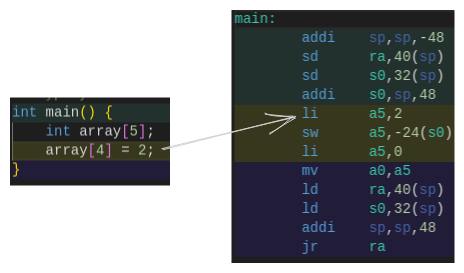 int main() {
int array[5];
array[4] = 2;
}
main:
addi sp,sp,-48
sd ra,40(sp)
sd s0,32(sp)
addi s0,sp,48
li a5,2
sw a5,-24(s0)
li a5,0
mv a0,a5
ld ra,40(sp)
ld s0,32(sp)
addi sp,sp,48
jr ra